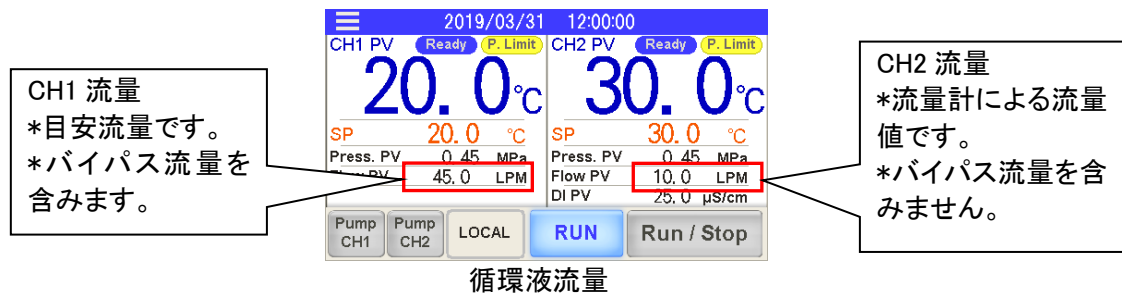 2019/03/31 12:00:00
CH1 PV Ready P. Limit CH2 PV Ready P. Limit
20.0℃ 30.0℃
SP 20.0 ℃ SP 30.0 ℃
Press. PV 0.45 MPa Press. PV 0.45 MPa
PV 45.0 LPM Flow PV 10.0 LPM
DI PV 25.0 μS/cm
Pump CH1 Pump CH2 LOCAL RUN Run / Stop
CH1 流量
*目安流量です。
*バイパス流量を
含みます。
CH2 流量
*流量計による流量
値です。
*バイパス流量を含
みません。
循環液流量